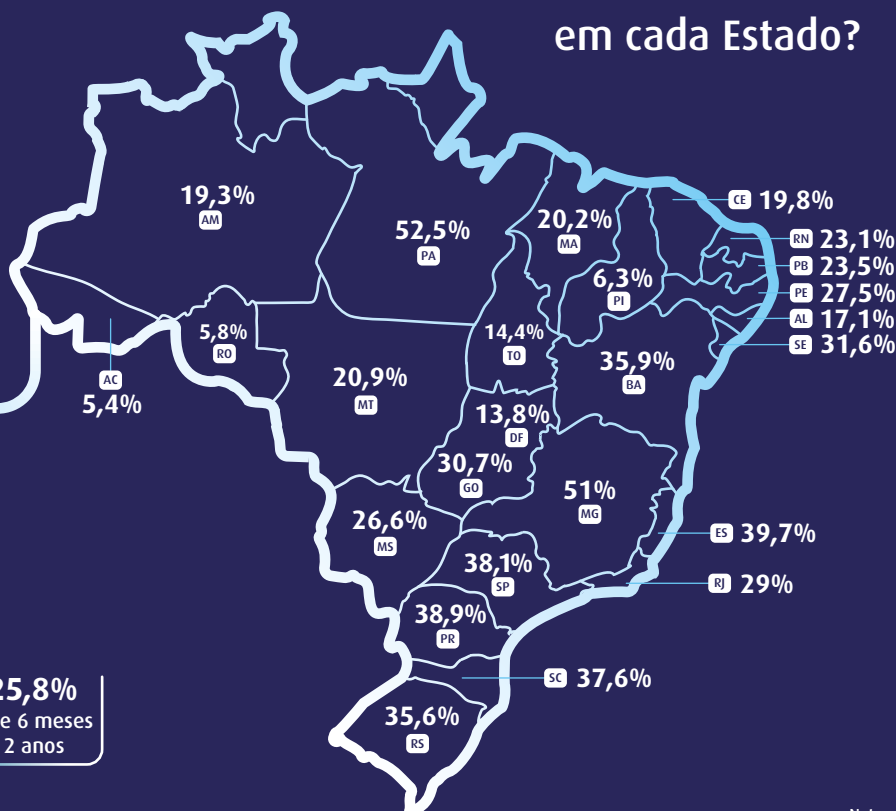 em cada Estado?
19,3%
AM
52,5%
PA
20,2%
MA
CE 19,8%
RN 23,1%
PB 23,5%
PE 27,5%
AL 17,1%
SE 31,6%
6,3%
PI
5,8%
RO
14,4%
TO
35,9%
BA
AC
5,4%
20,9%
MT
13,8%
DF
30,7%
GO
51%
MG
26,6%
MS
ES 39,7%
38,1%
SP
RJ 29%
38,9%
PR
SC 37,6%
25,8%
e 6 meses
2 anos
35,6%
RS